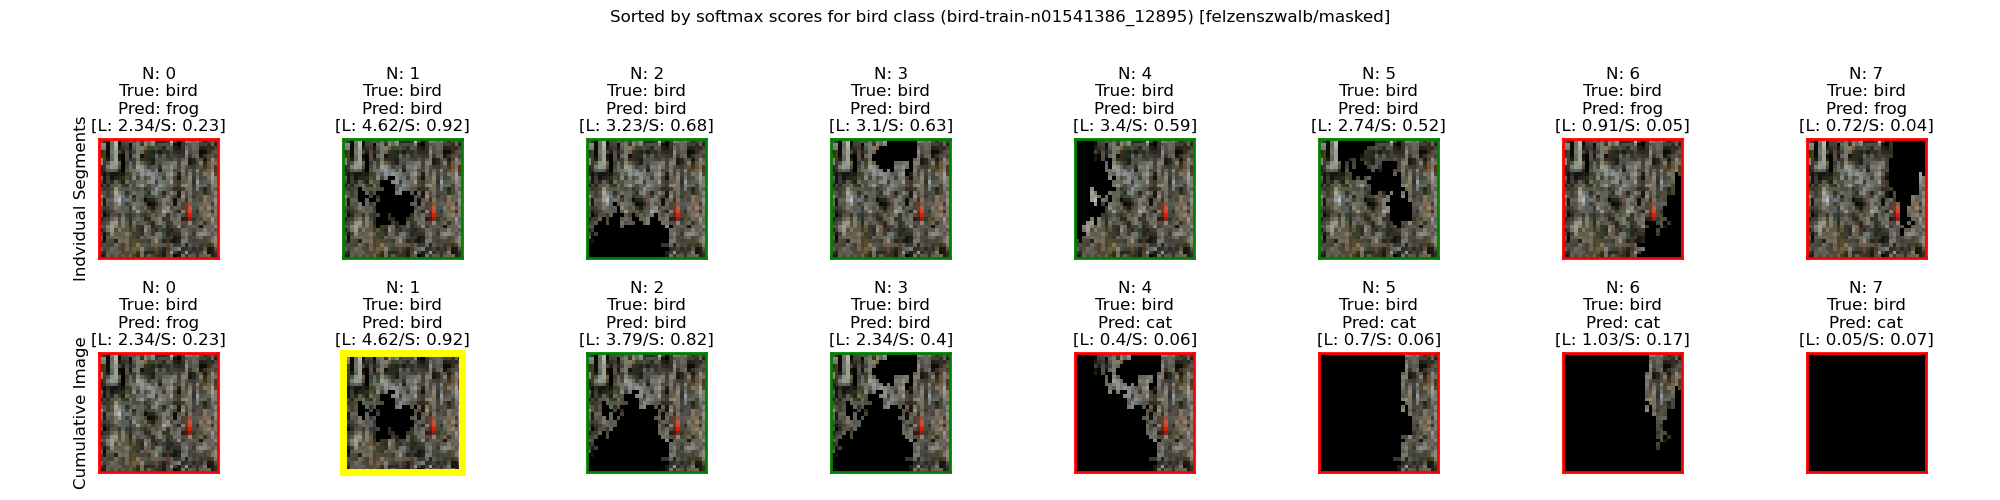 Sorted by softmax scores for bird class (bird-train-n01541386_12895) [felzenszwalb/masked]
Indvidual Segments
N: 0
True: bird
Pred: frog
[L: 2.34/S: 0.23]
N: 1
True: bird
Pred: bird
[L: 4.62/S: 0.92]
N: 2
True: bird
Pred: bird
[L: 3.23/S: 0.68]
N: 3
True: bird
Pred: bird
[L: 3.1/S: 0.63]
N: 4
True: bird
Pred: bird
[L: 3.4/S: 0.59]
N: 5
True: bird
Pred: bird
[L: 2.74/S: 0.52]
N: 6
True: bird
Pred: frog
[L: 0.91/S: 0.05]
N: 7
True: bird
Pred: frog
[L: 0.72/S: 0.04]
Cumulative Image
N: 0
True: bird
Pred: frog
[L: 2.34/S: 0.23]
N: 1
True: bird
Pred: bird
[L: 4.62/S: 0.92]
N: 2
True: bird
Pred: bird
[L: 3.79/S: 0.82]
N: 3
True: bird
Pred: bird
[L: 2.34/S: 0.4]
N: 4
True: bird
Pred: cat
[L: 0.4/S: 0.06]
N: 5
True: bird
Pred: cat
[L: 0.7/S: 0.06]
N: 6
True: bird
Pred: cat
[L: 1.03/S: 0.17]
N: 7
True: bird
Pred: cat
[L: 0.05/S: 0.07]